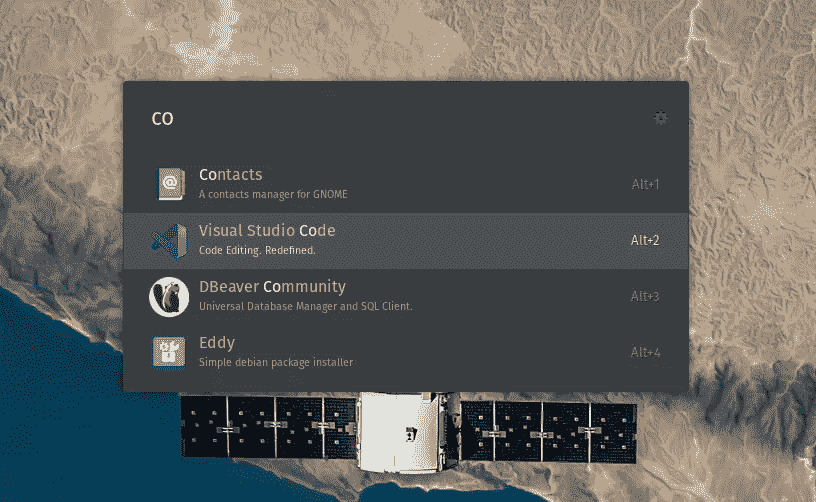 co
Contacts
A contacts manager for GNOME
Alt+1
Visual Studio Code
Code Editing. Redefined.
Alt+2
DBeaver Community
Universal Database Manager and SQL Client.
Alt+3
Eddy
Simple debian package installer
Alt+4